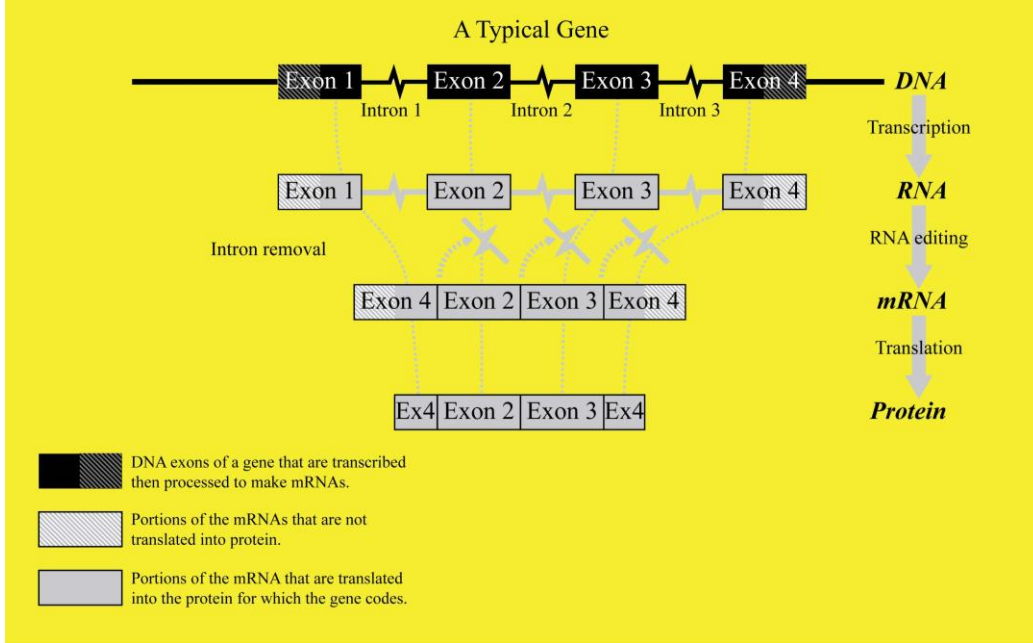 A Typical Gene
Exon 1
Exon 2
Exon 3
Exon 4
DNA
Intron 1
Intron 2
Intron 3
Transcription
Exon 1
Exon 2
Exon 3
Exon 4
RNA
Intron removal
RNA editing
Exon 4
Exon 2
Exon 3
Exon 4
mRNA
Translation
Ex4
Exon 2
Exon 3
Ex4
Protein
DNA exons of a gene that are transcribed
then processed to make mRNAs.
Portions of the mRNAs that are not
translated into protein.
Portions of the mRNA that are translated
into the protein for which the gene codes.